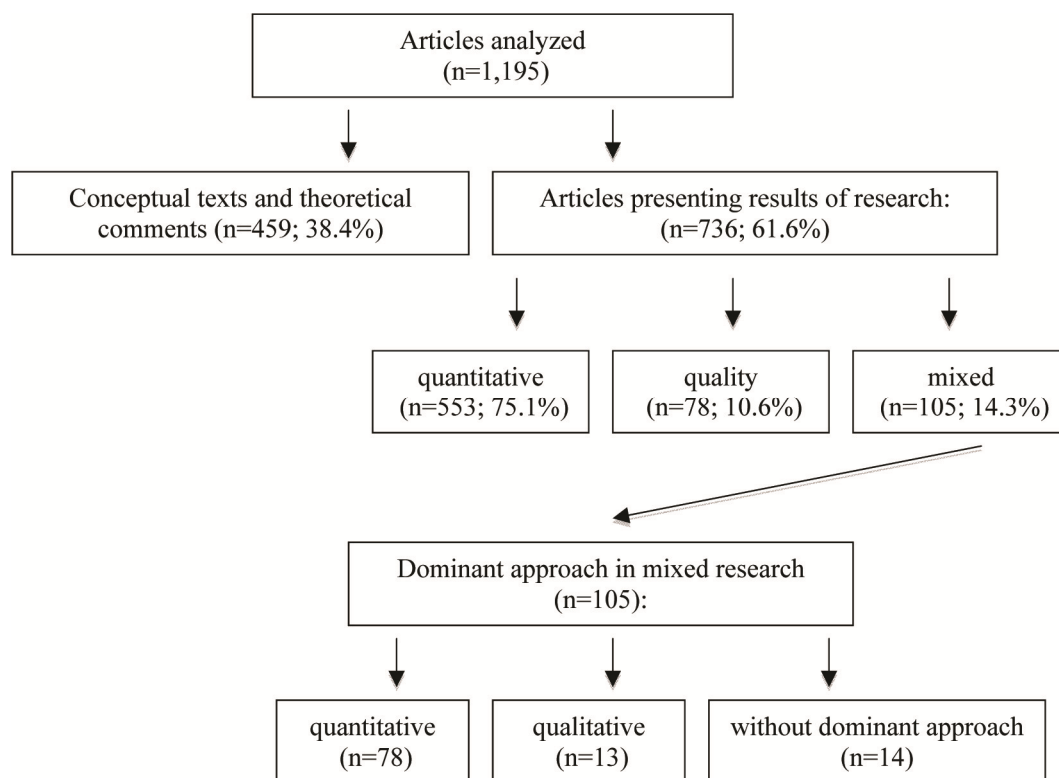 Articles analyzed
(n=1,195)
Conceptual texts and theoretical
comments (n=459; 38.4%)
Articles presenting results of research:
(n=736; 61.6%)
quantitative
(n=553; 75.1%)
quality
(n=78; 10.6%)
mixed
(n=105; 14.3%)
Dominant approach in mixed research
(n=105):
quantitative
(n=78)
qualitative
(n=13)
without dominant approach
(n=14)